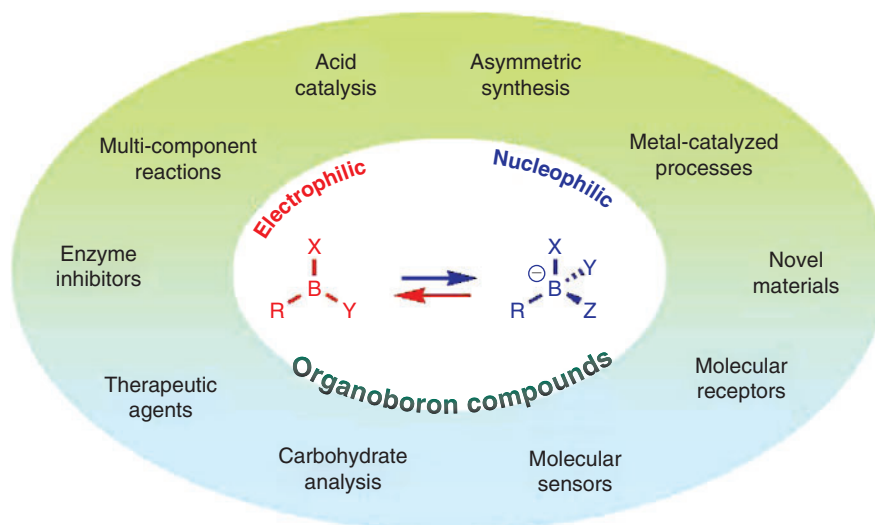 Acid
catalysis
Asymmetric
synthesis
Multi-component
reactions
Metal-catalyzed
processes
Electrophilic
Nucleophilic
Enzyme
inhibitors
X
B
R
Y
X
⊖
Y
B
R
Z
Novel
materials
Organoboron compounds
Therapeutic
agents
Molecular
receptors
Carbohydrate
analysis
Molecular
sensors